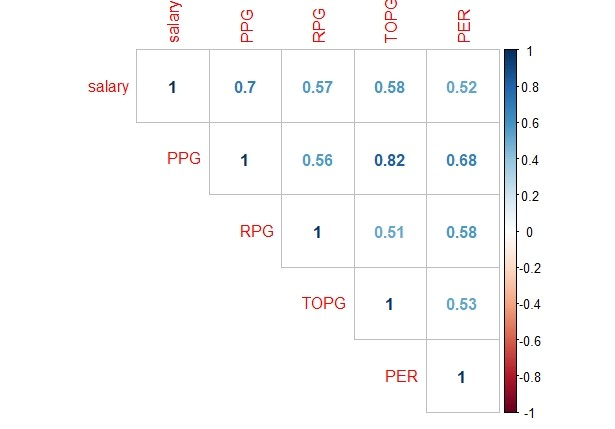 salary PPG RPG TOPG PER
salary 1 0.7 0.57 0.58 0.52
PPG 1 0.56 0.82 0.68
RPG 1 0.51 0.58
TOPG 1 0.53
PER 1
1
0.8
0.6
0.4
0.2
0
-0.2
-0.4
-0.6
-0.8
-1